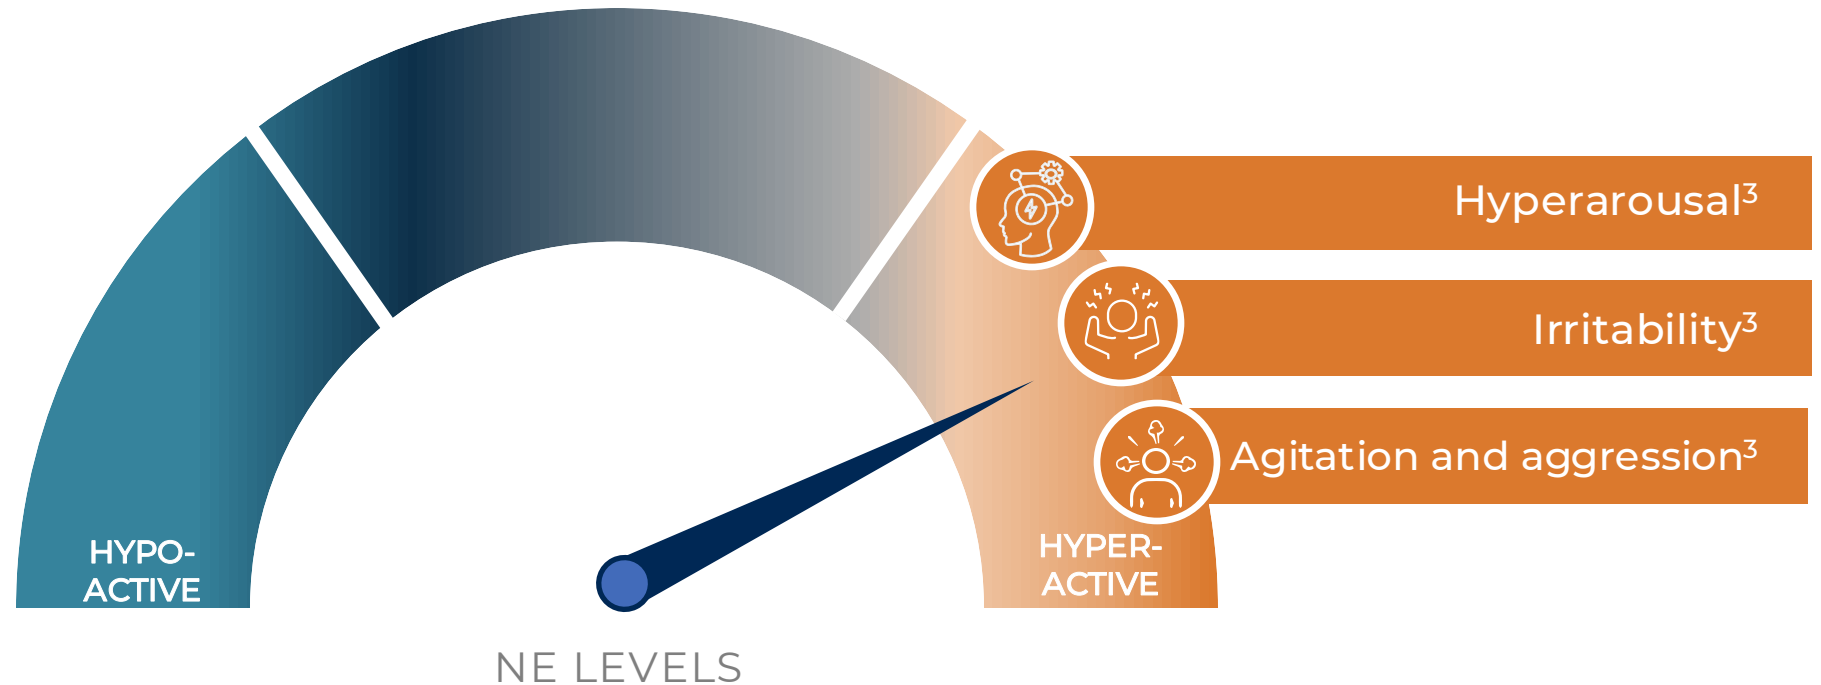 Hyperarousal³
Irritability³
Agitation and aggression³
HYPO-
ACTIVE
HYPER-
ACTIVE
NE LEVELS